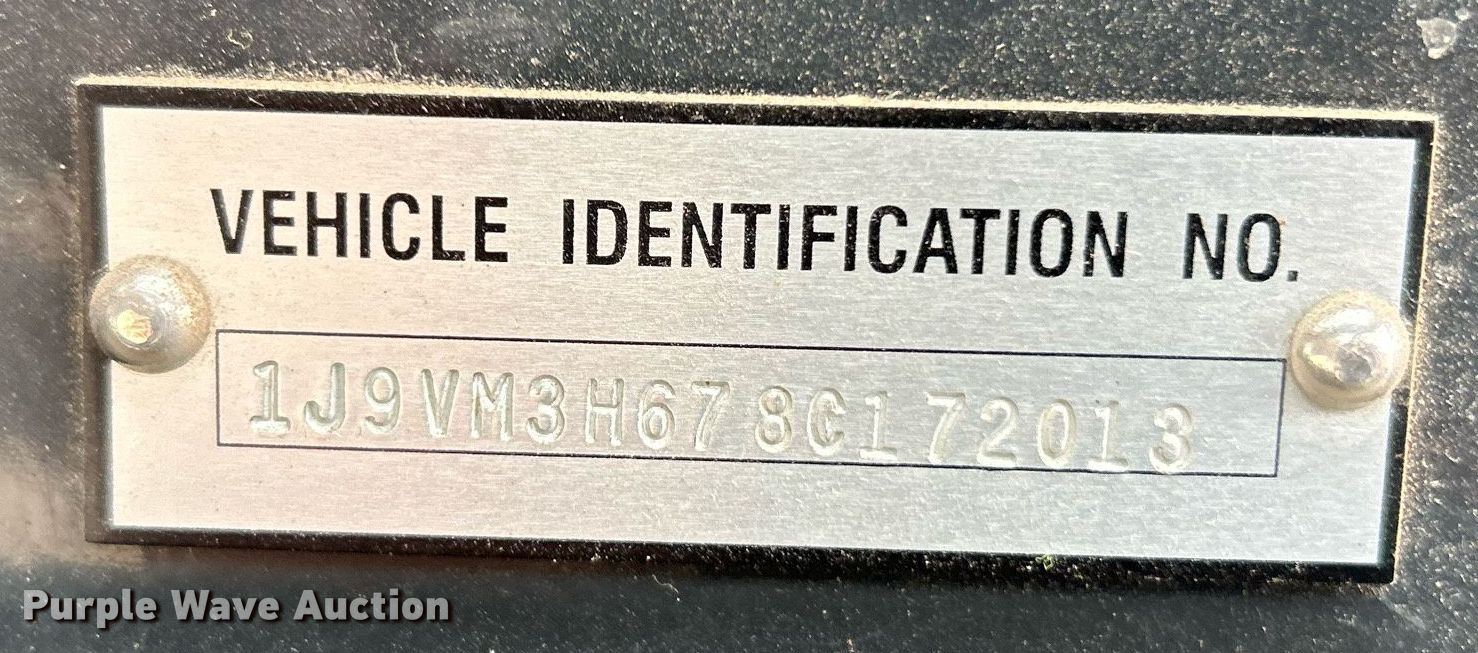 VEHICLE IDENTIFICATION NO.
1J9VM3H678C172013
Purple Wave Auction